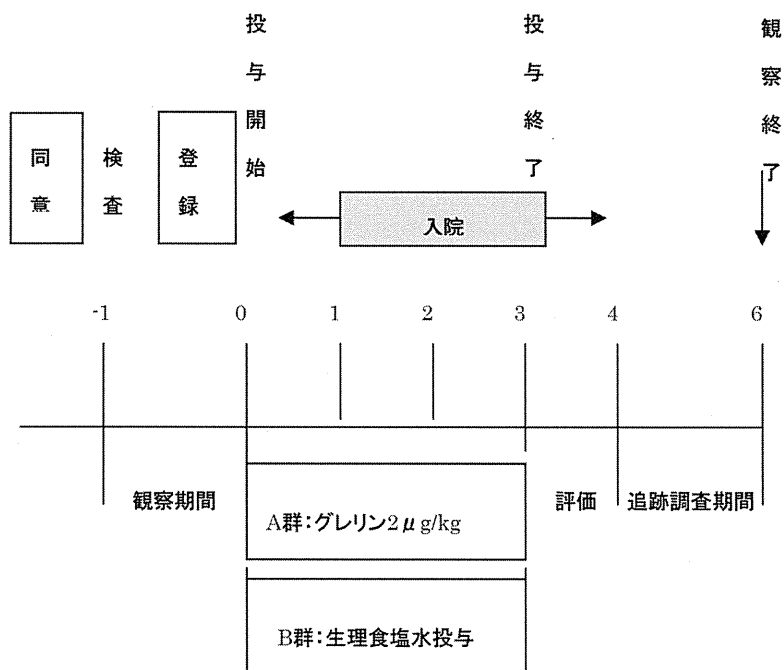 投与開始
投与終了
観察終了
同意
検査
登録
入院
-1
0
1
2
3
4
6
観察期間
A群:グレリン2μg/kg
評価
追跡調査期間
B群:生理食塩水投与